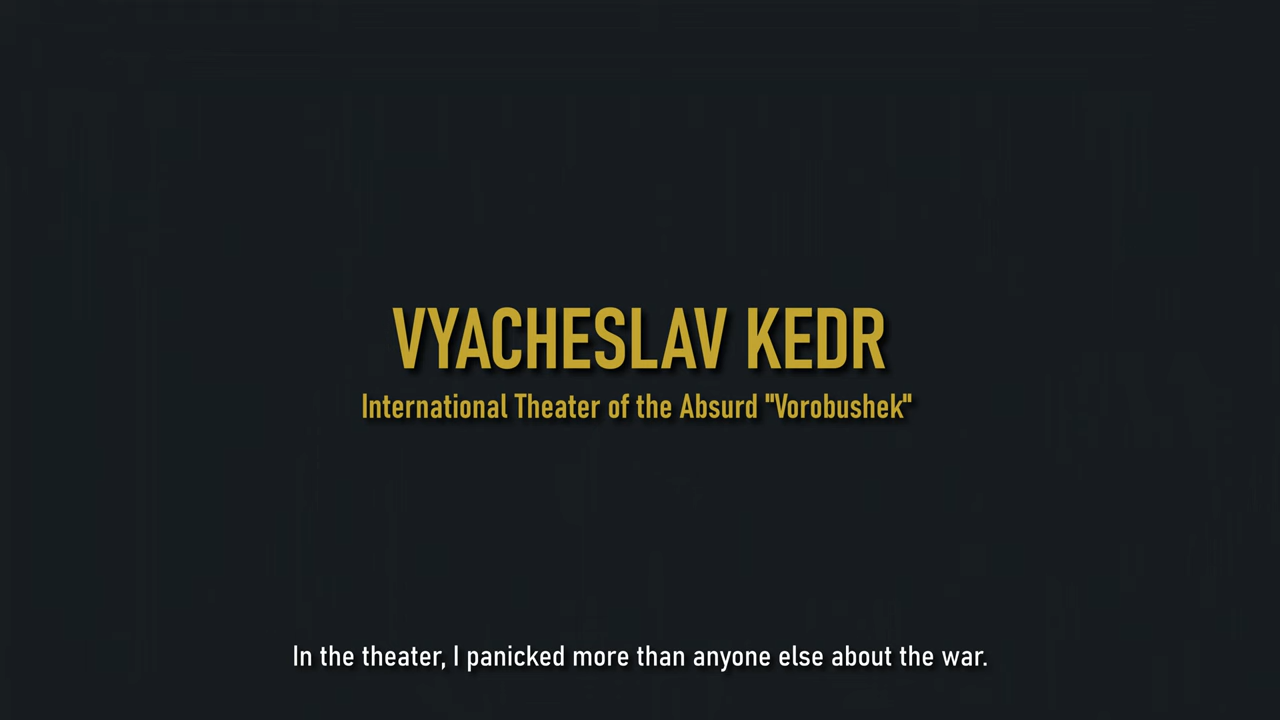 VYACHESLAV KEDR
International Theater of the Absurd "Vorobushek"
In the theater, I panicked more than anyone else about the war.